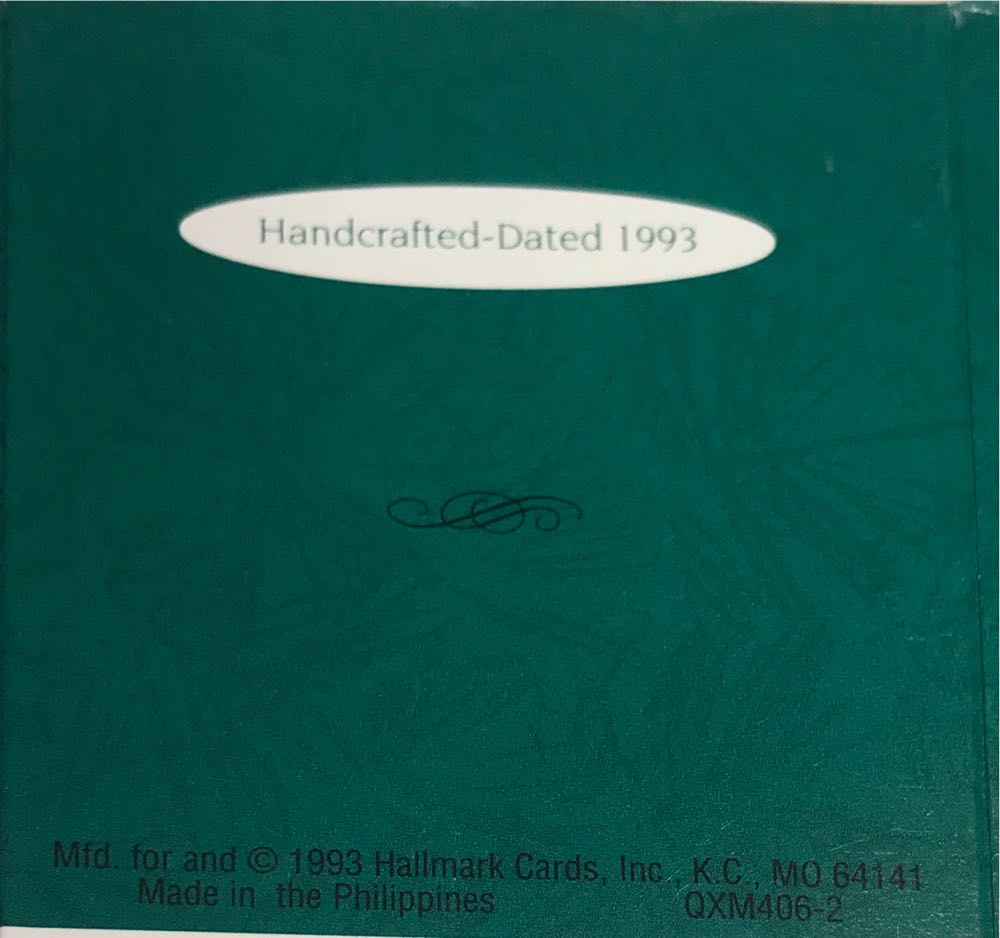 Handcrafted-Dated 1993
Mfd. for and © 1993 Hallmark Cards, Inc., K.C., MO 64141
Made in the Philippines QXM406-2